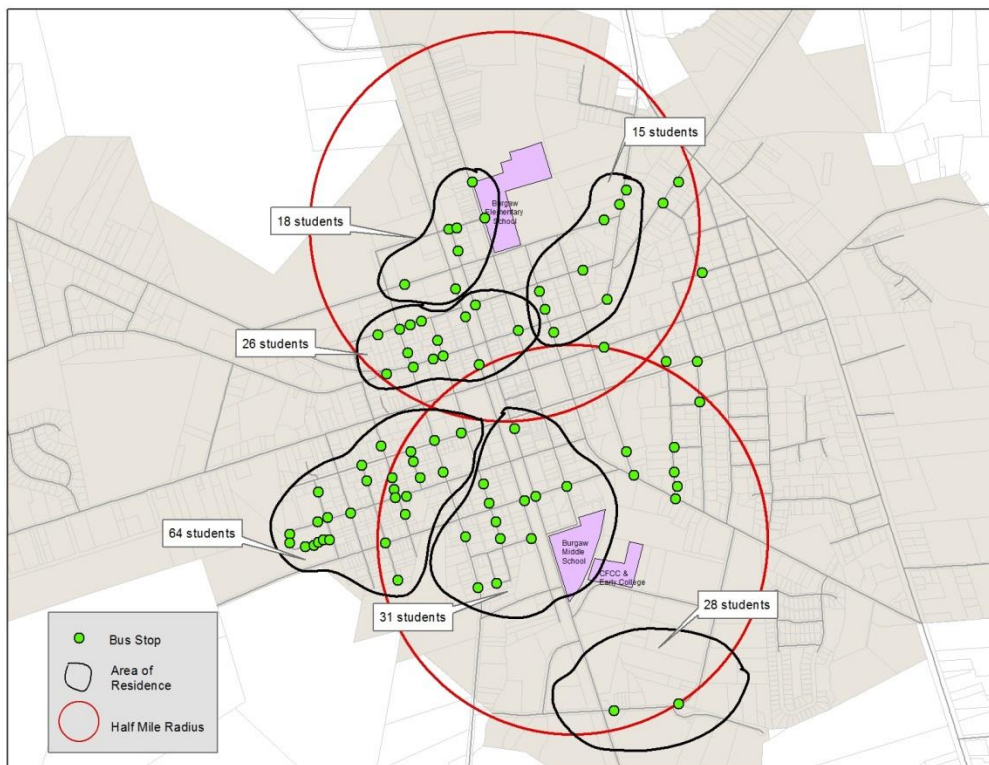 15 students
18 students
Burgaw
Elementary
School
26 students
64 students
Burgaw
Middle
School
CFCC &
Early College
31 students
28 students
Bus Stop
Area of
Residence
Half Mile Radius